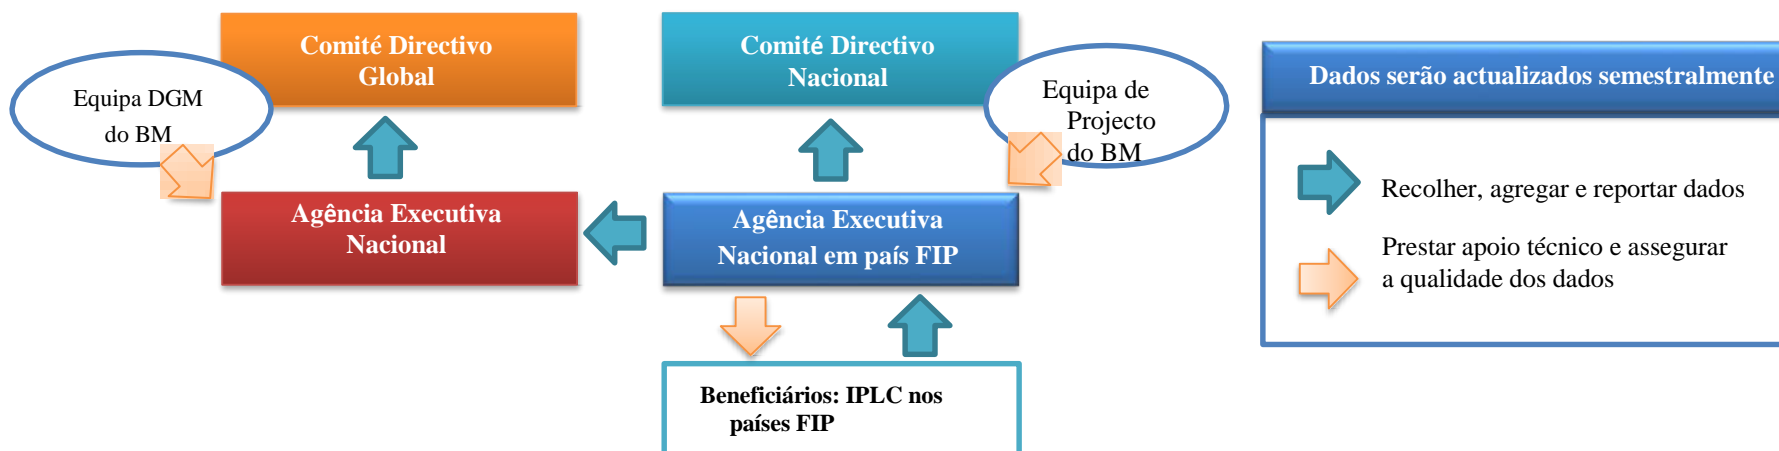 Comité Directivo
Global
Comité Directivo
Nacional
Dados serão actualizados semestralmente
Equipa DGM
do BM
Equipa de
Projecto
do BM
Agência Executiva
Nacional
Agência Executiva
Nacional em país FIP
Recolher, agregar e reportar dados
Prestar apoio técnico e assegurar
a qualidade dos dados
Beneficiários: IPLC nos
países FIP